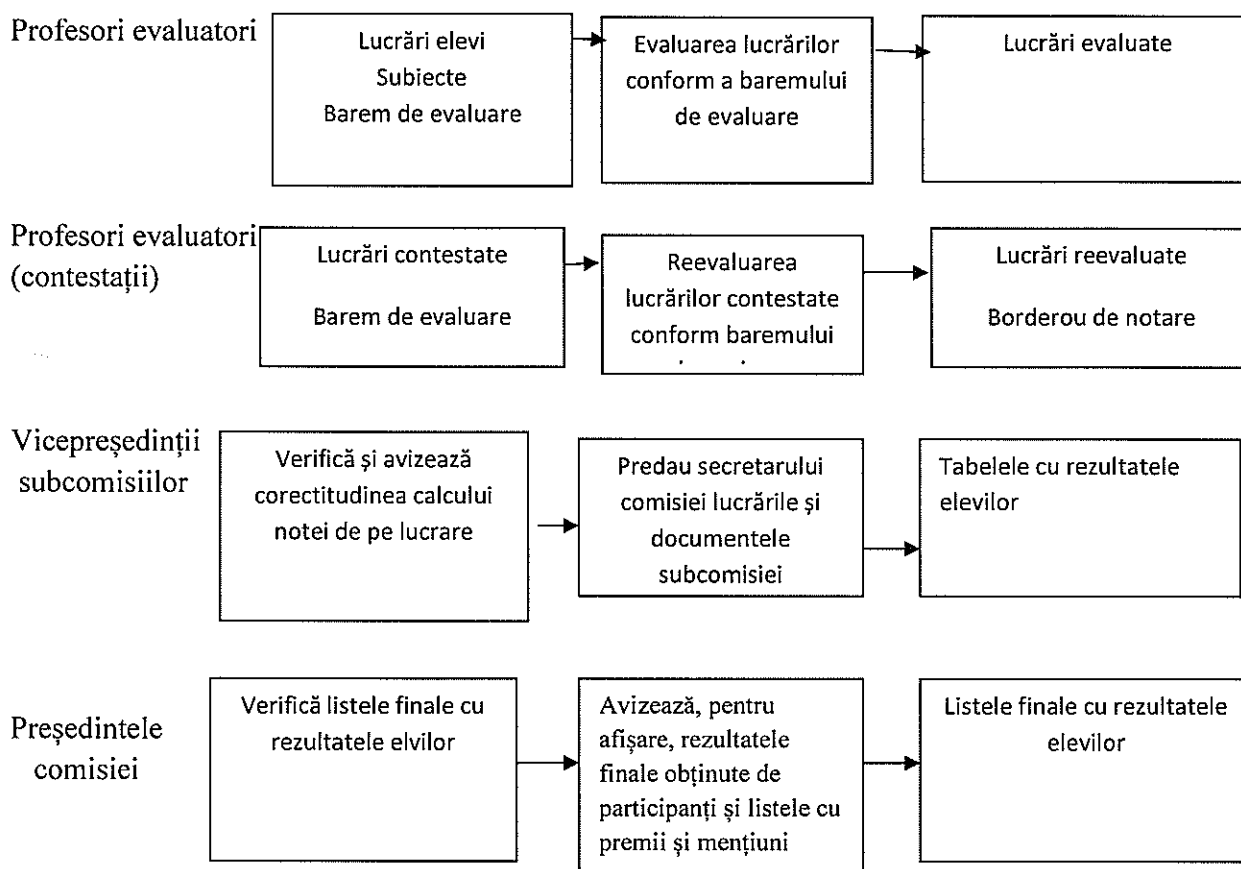 Profesori evaluatori
Lucrări elevi
Subiecte
Barem de evaluare
Evaluarea lucrărilor
conform a baremului
de evaluare
Lucrări evaluate
Profesori evaluatori
(contestații)
Lucrări contestate
Barem de evaluare
Reevaluarea
lucrărilor contestate
conform baremului
Lucrări reevaluate
Borderou de notare
Vicepreședinții
subcomisiilor
Verifică și avizează
corectitudinea calcului
notei de pe lucrare
Predau secretarului
comisiei lucrările și
documentele
subcomisiei
Tabelele cu rezultatele
elevilor
Președintele
comisiei
Verifică listele finale cu
rezultatele elvilor
Avizează, pentru
afișare, rezultatele
finale obținute de
participanți și listele cu
premii și mențiuni
Listele finale cu rezultatele
elevilor